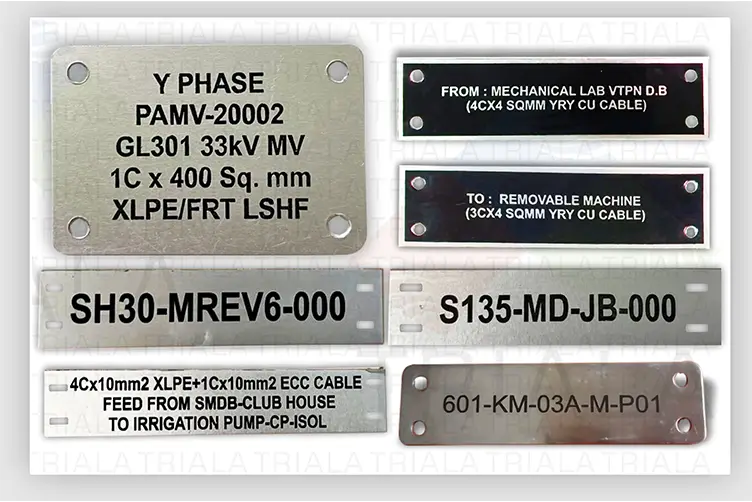 Y PHASE
PAMV-20002
GL301 33kV MV
1C x 400 Sq. mm
XLPE/FRT LSHF
FROM : MECHANICAL LAB VTPN D.B
(4CX4 SQMM YRY CU CABLE)
TO : REMOVABLE MACHINE
(3CX4 SQMM YRY CU CABLE)
SH30-MREV6-000
S135-MD-JB-000
4Cx10mm2 XLPE+1Cx10mm2 ECC CABLE
FEED FROM SMDB-CLUB HOUSE
TO IRRIGATION PUMP-CP-ISOL
601-KM-03A-M-P01